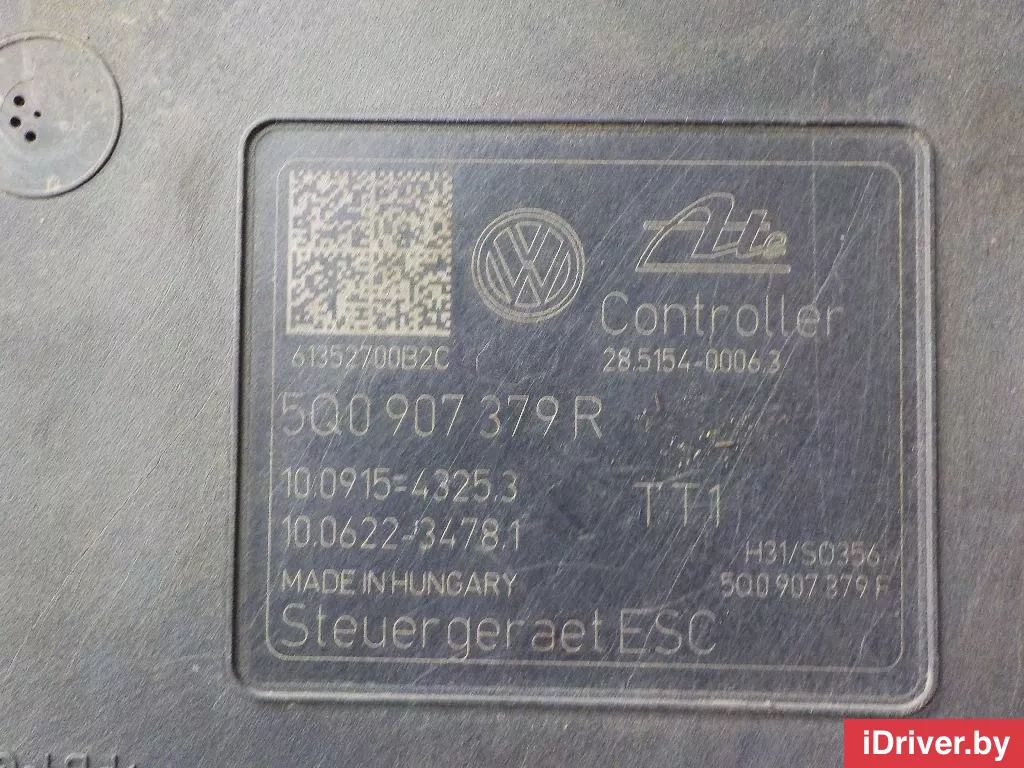 Ate
Controller
61352700B2C
28.5154-0006.3
5Q0 907 379 R
10.0915-4325.3
10.0622-3478.1
TT1
H31/S0356
MADE IN HUNGARY
5Q0 907 379 F
Steuergeraet ESC
iDriver.by